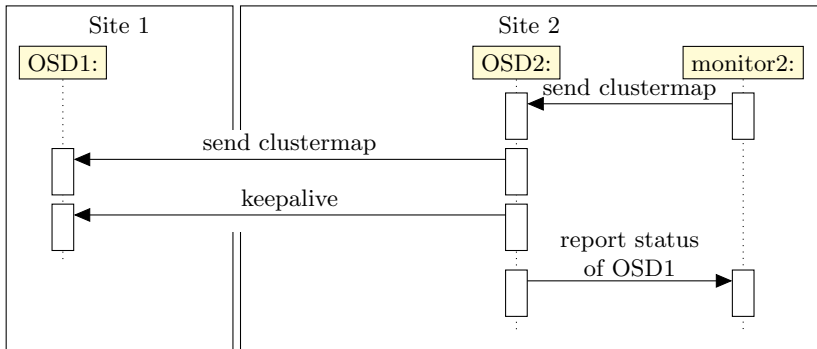 Site 1
Site 2
OSD1:
OSD2:
monitor2:
send clustermap
send clustermap
keepalive
report status
of OSD1